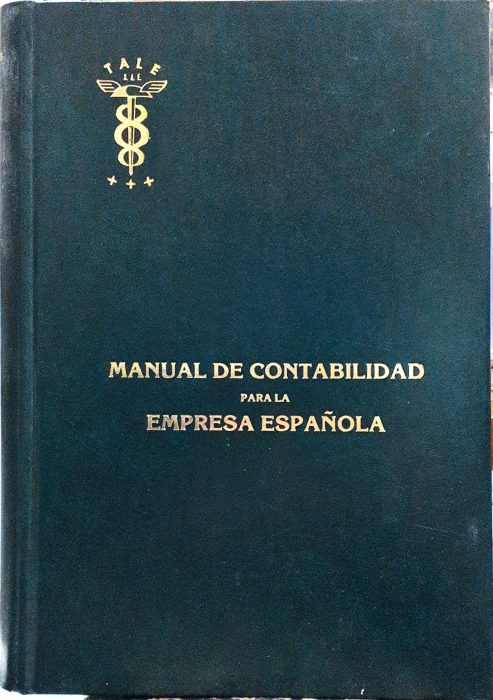 TALE
S.A.E.
MANUAL DE CONTABILIDAD
PARA LA
EMPRESA ESPAÑOLA